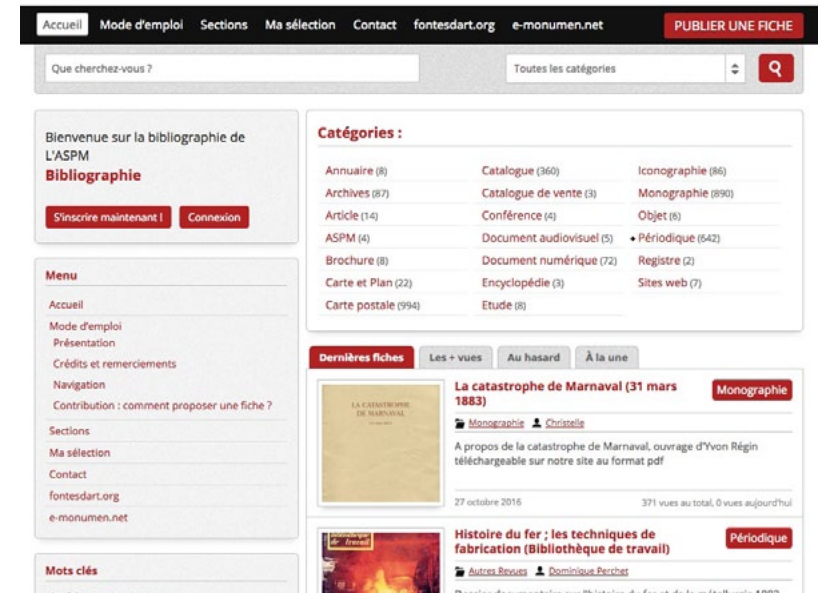 Accueil Mode d'emploi Sections Ma sélection Contact fontesdart.org e-monumen.net PUBLIER UNE FICHE
Que cherchez-vous ? Toutes les catégories
Bienvenue sur la bibliographie de
L'ASPM
Bibliographie
S'inscrire maintenant ! Connexion
Menu
Accueil
Mode d'emploi
Présentation
Crédits et remerciements
Navigation
Contribution : comment proposer une fiche ?
Sections
Ma sélection
Contact
fontesdart.org
e-monumen.net
Mots clés
Catégories :
Annuaire (8) Catalogue (360) Iconographie (86)
Archives (87) Catalogue de vente (3) Monographie (890)
Article (14) Conférence (4) Objet (6)
ASPM (4) Document audiovisuel (5) Périodique (642)
Brochure (8) Document numérique (72) Registre (2)
Carte et Plan (22) Encyclopédie (3) Sites web (7)
Carte postale (994) Etude (8)
Dernières fiches Les + vues Au hasard À la une
LA CATASTROPHE
DE MARNAVAL
La catastrophe de Marnaval (31 mars
1883)
Monographie
Monographie Christelle
A propos de la catastrophe de Marnaval, ouvrage d'Yvon Régin
téléchargeable sur notre site au format pdf
27 octobre 2016 371 vues au total, 0 vues aujourd'hui
bibliothèque
de travail
Histoire du fer ; les techniques de
fabrication (Bibliothèque de travail)
Périodique
Autres Revues Dominique Perchet